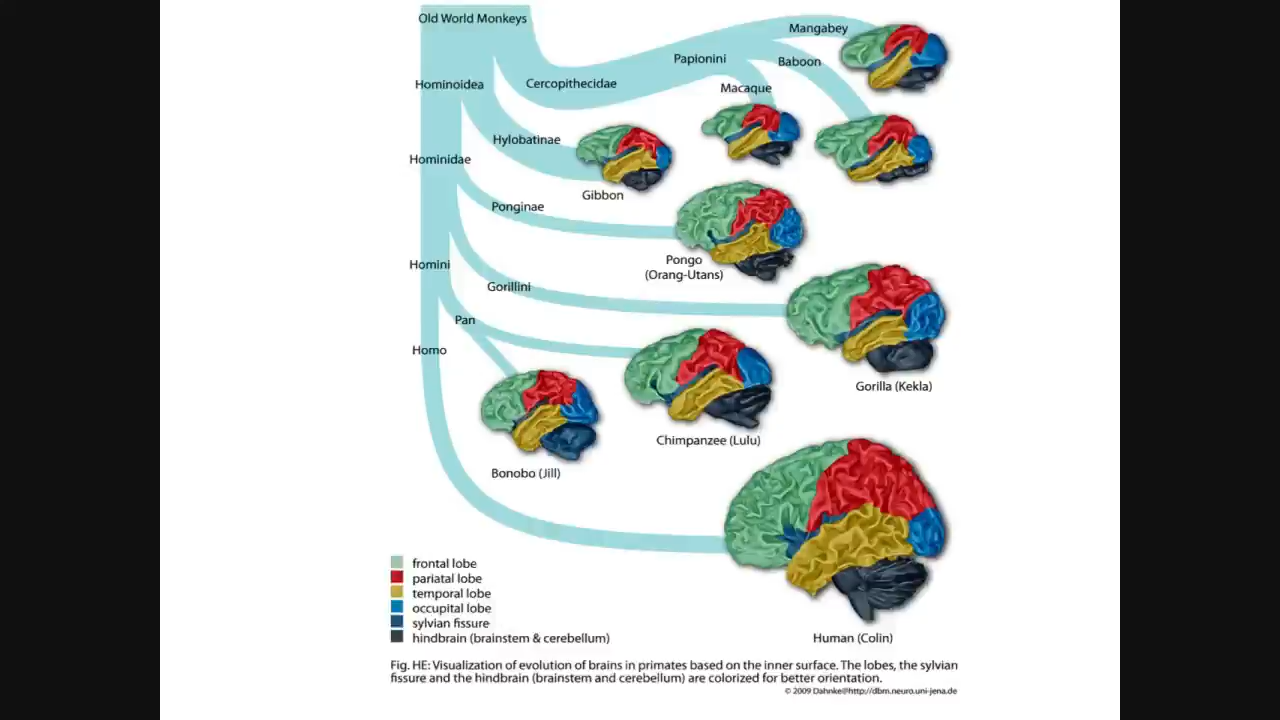 Old World Monkeys
Mangabey
Papionini
Baboon
Hominoidea
Cercopithecidae
Macaque
Hylobatinae
Hominidae
Gibbon
Ponginae
Pongo
(Orang-Utans)
Homini
Gorillini
Pan
Homo
Gorilla (Kekla)
Chimpanzee (Lulu)
Bonobo (Jill)
frontal lobe
pariatal lobe
temporal lobe
occupital lobe
sylvian fissure
hindbrain (brainstem & cerebellum)
Human (Colin)
Fig. HE: Visualization of evolution of brains in primates based on the inner surface. The lobes, the sylvian
fissure and the hindbrain (brainstem and cerebellum) are colorized for better orientation.
© 2009 Dahnke@http://dbm.neuro.uni-jena.de